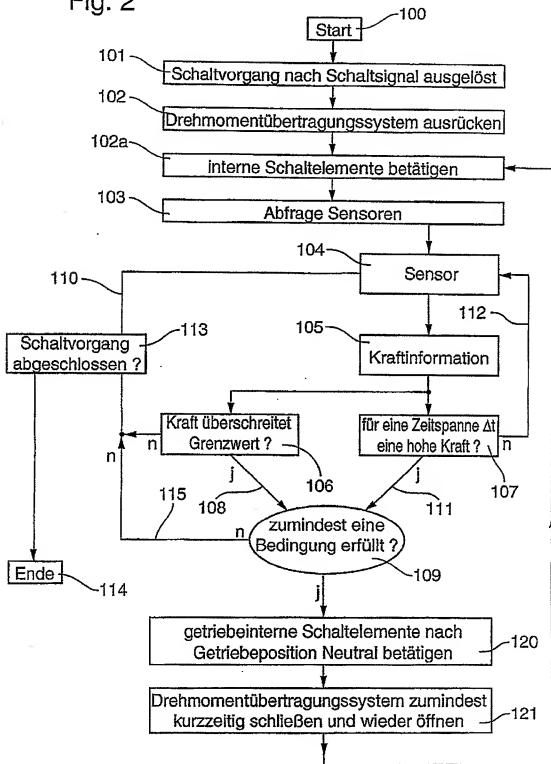 Fig. 2
Start
100
101
Schaltvorgang nach Schaltsignal ausgelöst
102
Drehmomentübertragungssystem ausrücken
102a
interne Schaltelemente betätigen
103
Abfrage Sensoren
104
Sensor
110
112
105
Kraftinformation
113
Schaltvorgang
abgeschlossen ?
Kraft überschreitet
Grenzwert ?
n
106
für eine Zeitspanne Δt
eine hohe Kraft ?
n
107
n
j
108
j
111
115
n
zumindest eine
Bedingung erfüllt ?
109
Ende
114
j
getriebeinterne Schaltelemente nach
Getriebeposition Neutral betätigen
120
Drehmomentübertragungssystem zumindest
kurzzeitig schließen und wieder öffnen
121